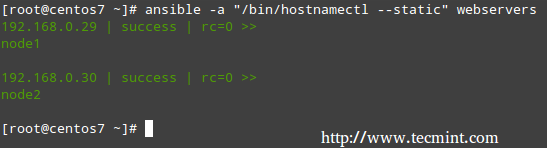 [root@centos7 ~]# ansible -a "/bin/hostnamectl --static" webservers
192.168.0.29 | success | rc=0 >>
node1

192.168.0.30 | success | rc=0 >>
node2

[root@centos7 ~]#
http://www.tecmint.com